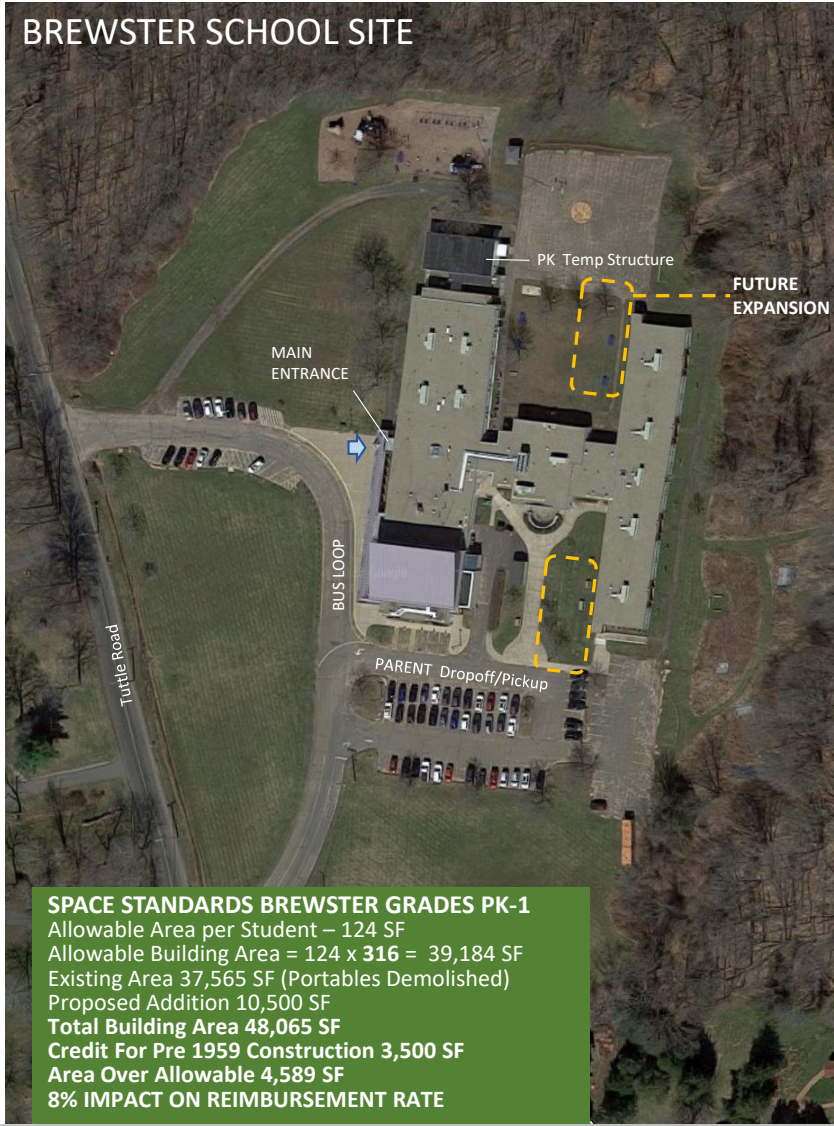 BREWSTER SCHOOL SITE
PK Temp Structure
FUTURE
EXPANSION
MAIN
ENTRANCE
BUS LOOP
Google
Tuttle Road
PARENT Dropoff/Pickup
SPACE STANDARDS BREWSTER GRADES PK-1
Allowable Area per Student – 124 SF
Allowable Building Area = 124 x 316 = 39,184 SF
Existing Area 37,565 SF (Portables Demolished)
Proposed Addition 10,500 SF
Total Building Area 48,065 SF
Credit For Pre 1959 Construction 3,500 SF
Area Over Allowable 4,589 SF
8% IMPACT ON REIMBURSEMENT RATE